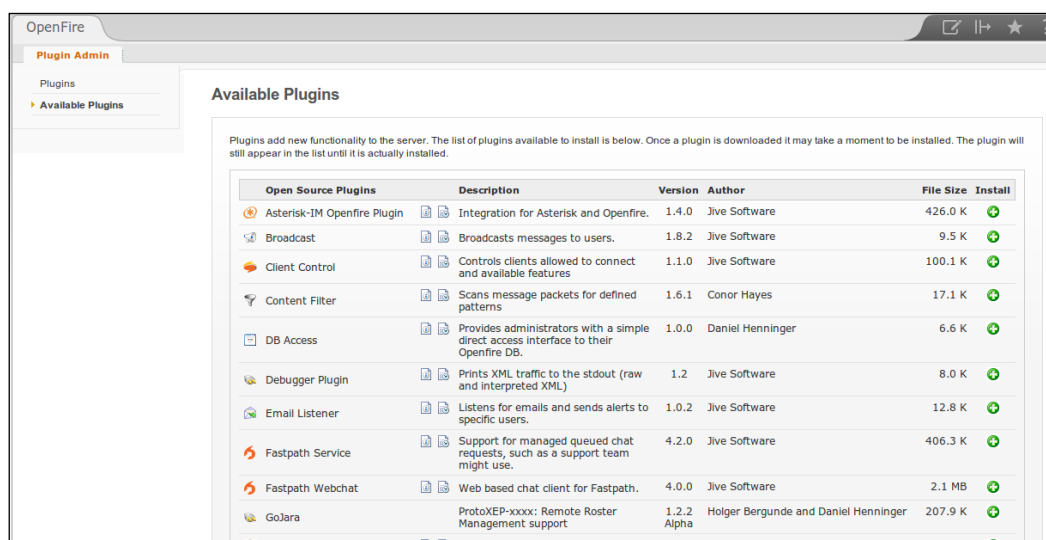 OpenFire
Plugin Admin
Plugins
Available Plugins
Available Plugins
Plugins add new functionality to the server. The list of plugins available to install is below. Once a plugin is downloaded it may take a moment to be installed. The plugin will
still appear in the list until it is actually installed.
Open Source Plugins Description Version Author File Size Install
Asterisk-IM Openfire Plugin Integration for Asterisk and Openfire. 1.4.0 Jive Software 426.0 K
Broadcast Broadcasts messages to users. 1.8.2 Jive Software 9.5 K
Client Control Controls clients allowed to connect 1.1.0 Jive Software 100.1 K
and available features
Content Filter Scans message packets for defined 1.6.1 Conor Hayes 17.1 K
patterns
DB Access Provides administrators with a simple 1.0.0 Daniel Henninger 6.6 K
direct access interface to their
Openfire DB.
Debugger Plugin Prints XML traffic to the stdout (raw 1.2 Jive Software 8.0 K
and interpreted XML)
Email Listener Listens for emails and sends alerts to 1.0.2 Jive Software 12.8 K
specific users.
Fastpath Service Support for managed queued chat 4.2.0 Jive Software 406.3 K
requests, such as a support team
might use.
Fastpath Webchat Web based chat client for Fastpath. 4.0.0 Jive Software 2.1 MB
GoJara ProtoXEP-xxxx: Remote Roster 1.2.2 Holger Bergunde and Daniel Henninger 207.9 K
Management support Alpha